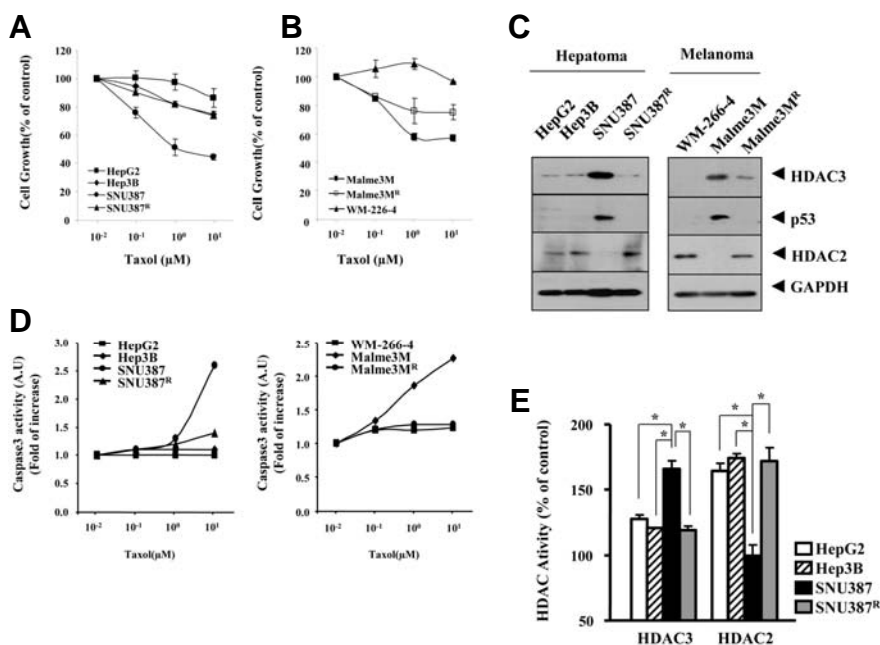 A
Cell Growth(% of control)
120
100
80
60
40
20
0
HepG2
Hep3B
SNU387
SNU387R
10-2 10-1 100 101
Taxol (µM)
B
Cell Growth(% of control)
120
100
80
60
40
20
0
Malme3M
Malme3MR
WM-226-4
10-2 10-1 100 101
Taxol (µM)
C
Hepatoma Melanoma
HepG2 Hep3B SNU387 SNU387R WM-266-4 Malme3M Malme3MR
HDAC3
p53
HDAC2
GAPDH
D
Caspase3 activity (A.U)
(Fold of increase)
3.0
2.5
2.0
1.5
1.0
0.5
0.0
HepG2
Hep3B
SNU387
SNU387R
10-2 10-1 100 101
Taxol(µM)
Caspase3 activity (A.U)
(Fold of increase)
2.5
2.0
1.5
1.0
0.5
0.0
WM-266-4
Malme3M
Malme3MR
10-2 10-1 100 101
Taxol(µM)
E
HDAC Ativity (% of control)
200
150
100
50
* * * * * *
HDAC3 HDAC2
HepG2
Hep3B
SNU387
SNU387R